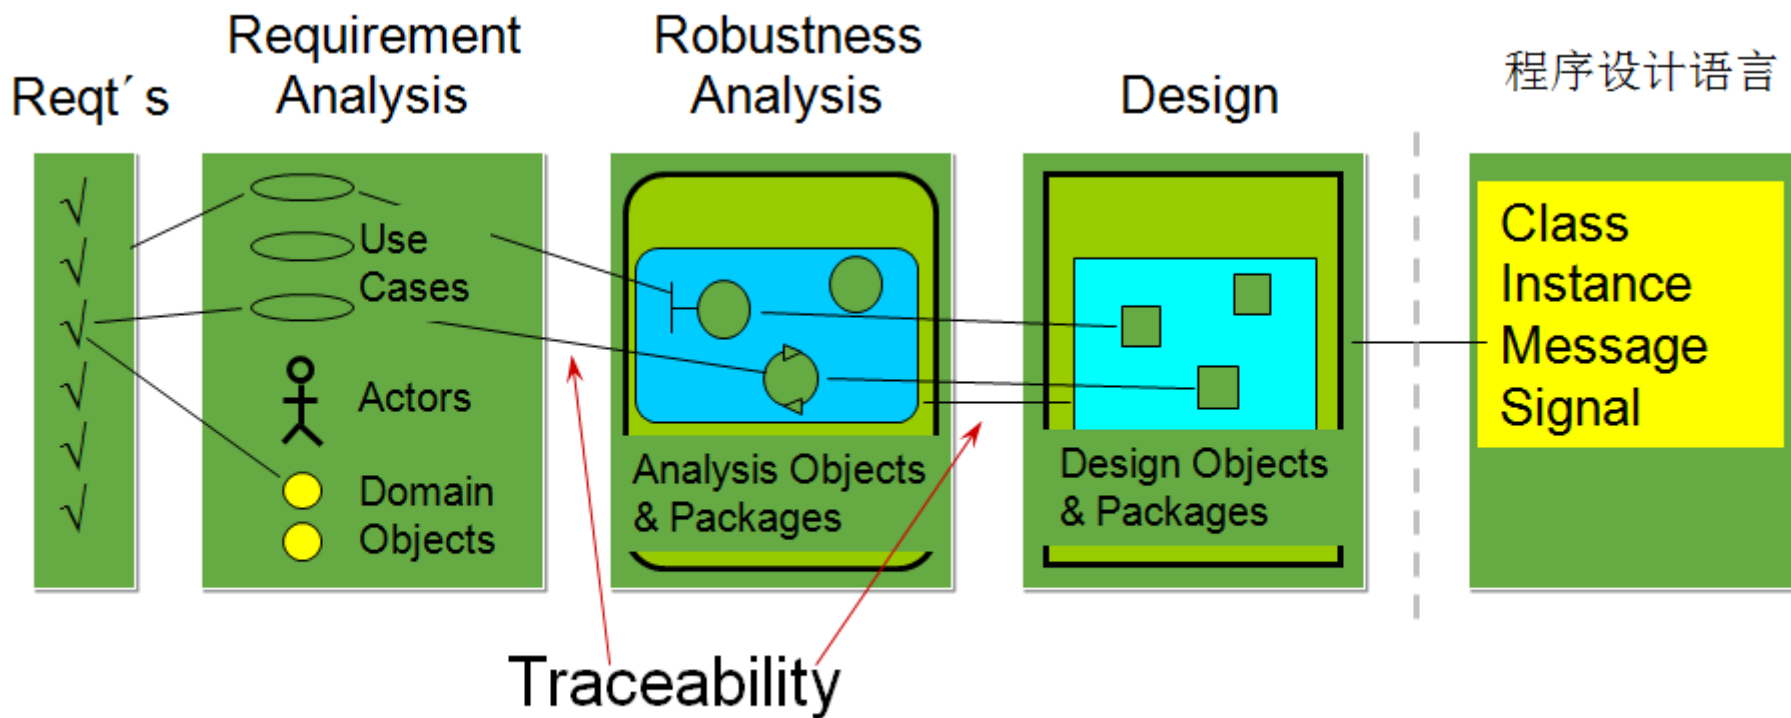 Reqt´s
Requirement
Analysis
Robustness
Analysis
Design
程序设计语言
Use
Cases
Actors
Domain
Objects
Analysis Objects
& Packages
Design Objects
& Packages
Class
Instance
Message
Signal
Traceability